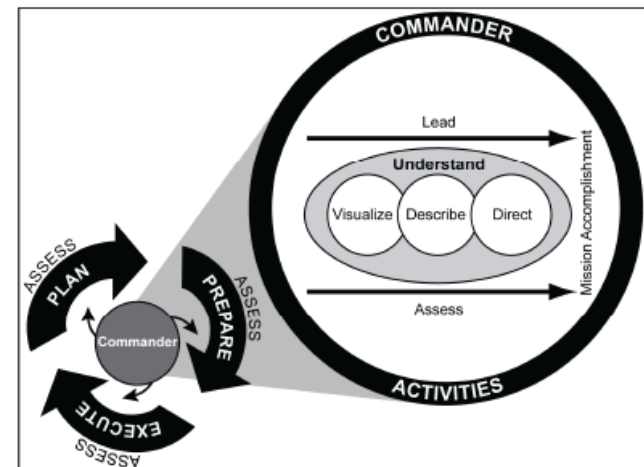 COMMANDER
Lead
Understand
Visualize
Describe
Direct
Mission Accomplishment
Assess
ACTIVITIES
ASSESS
PLAN
ASSESS
PREPARE
Commander
EXECUTE
ASSESS